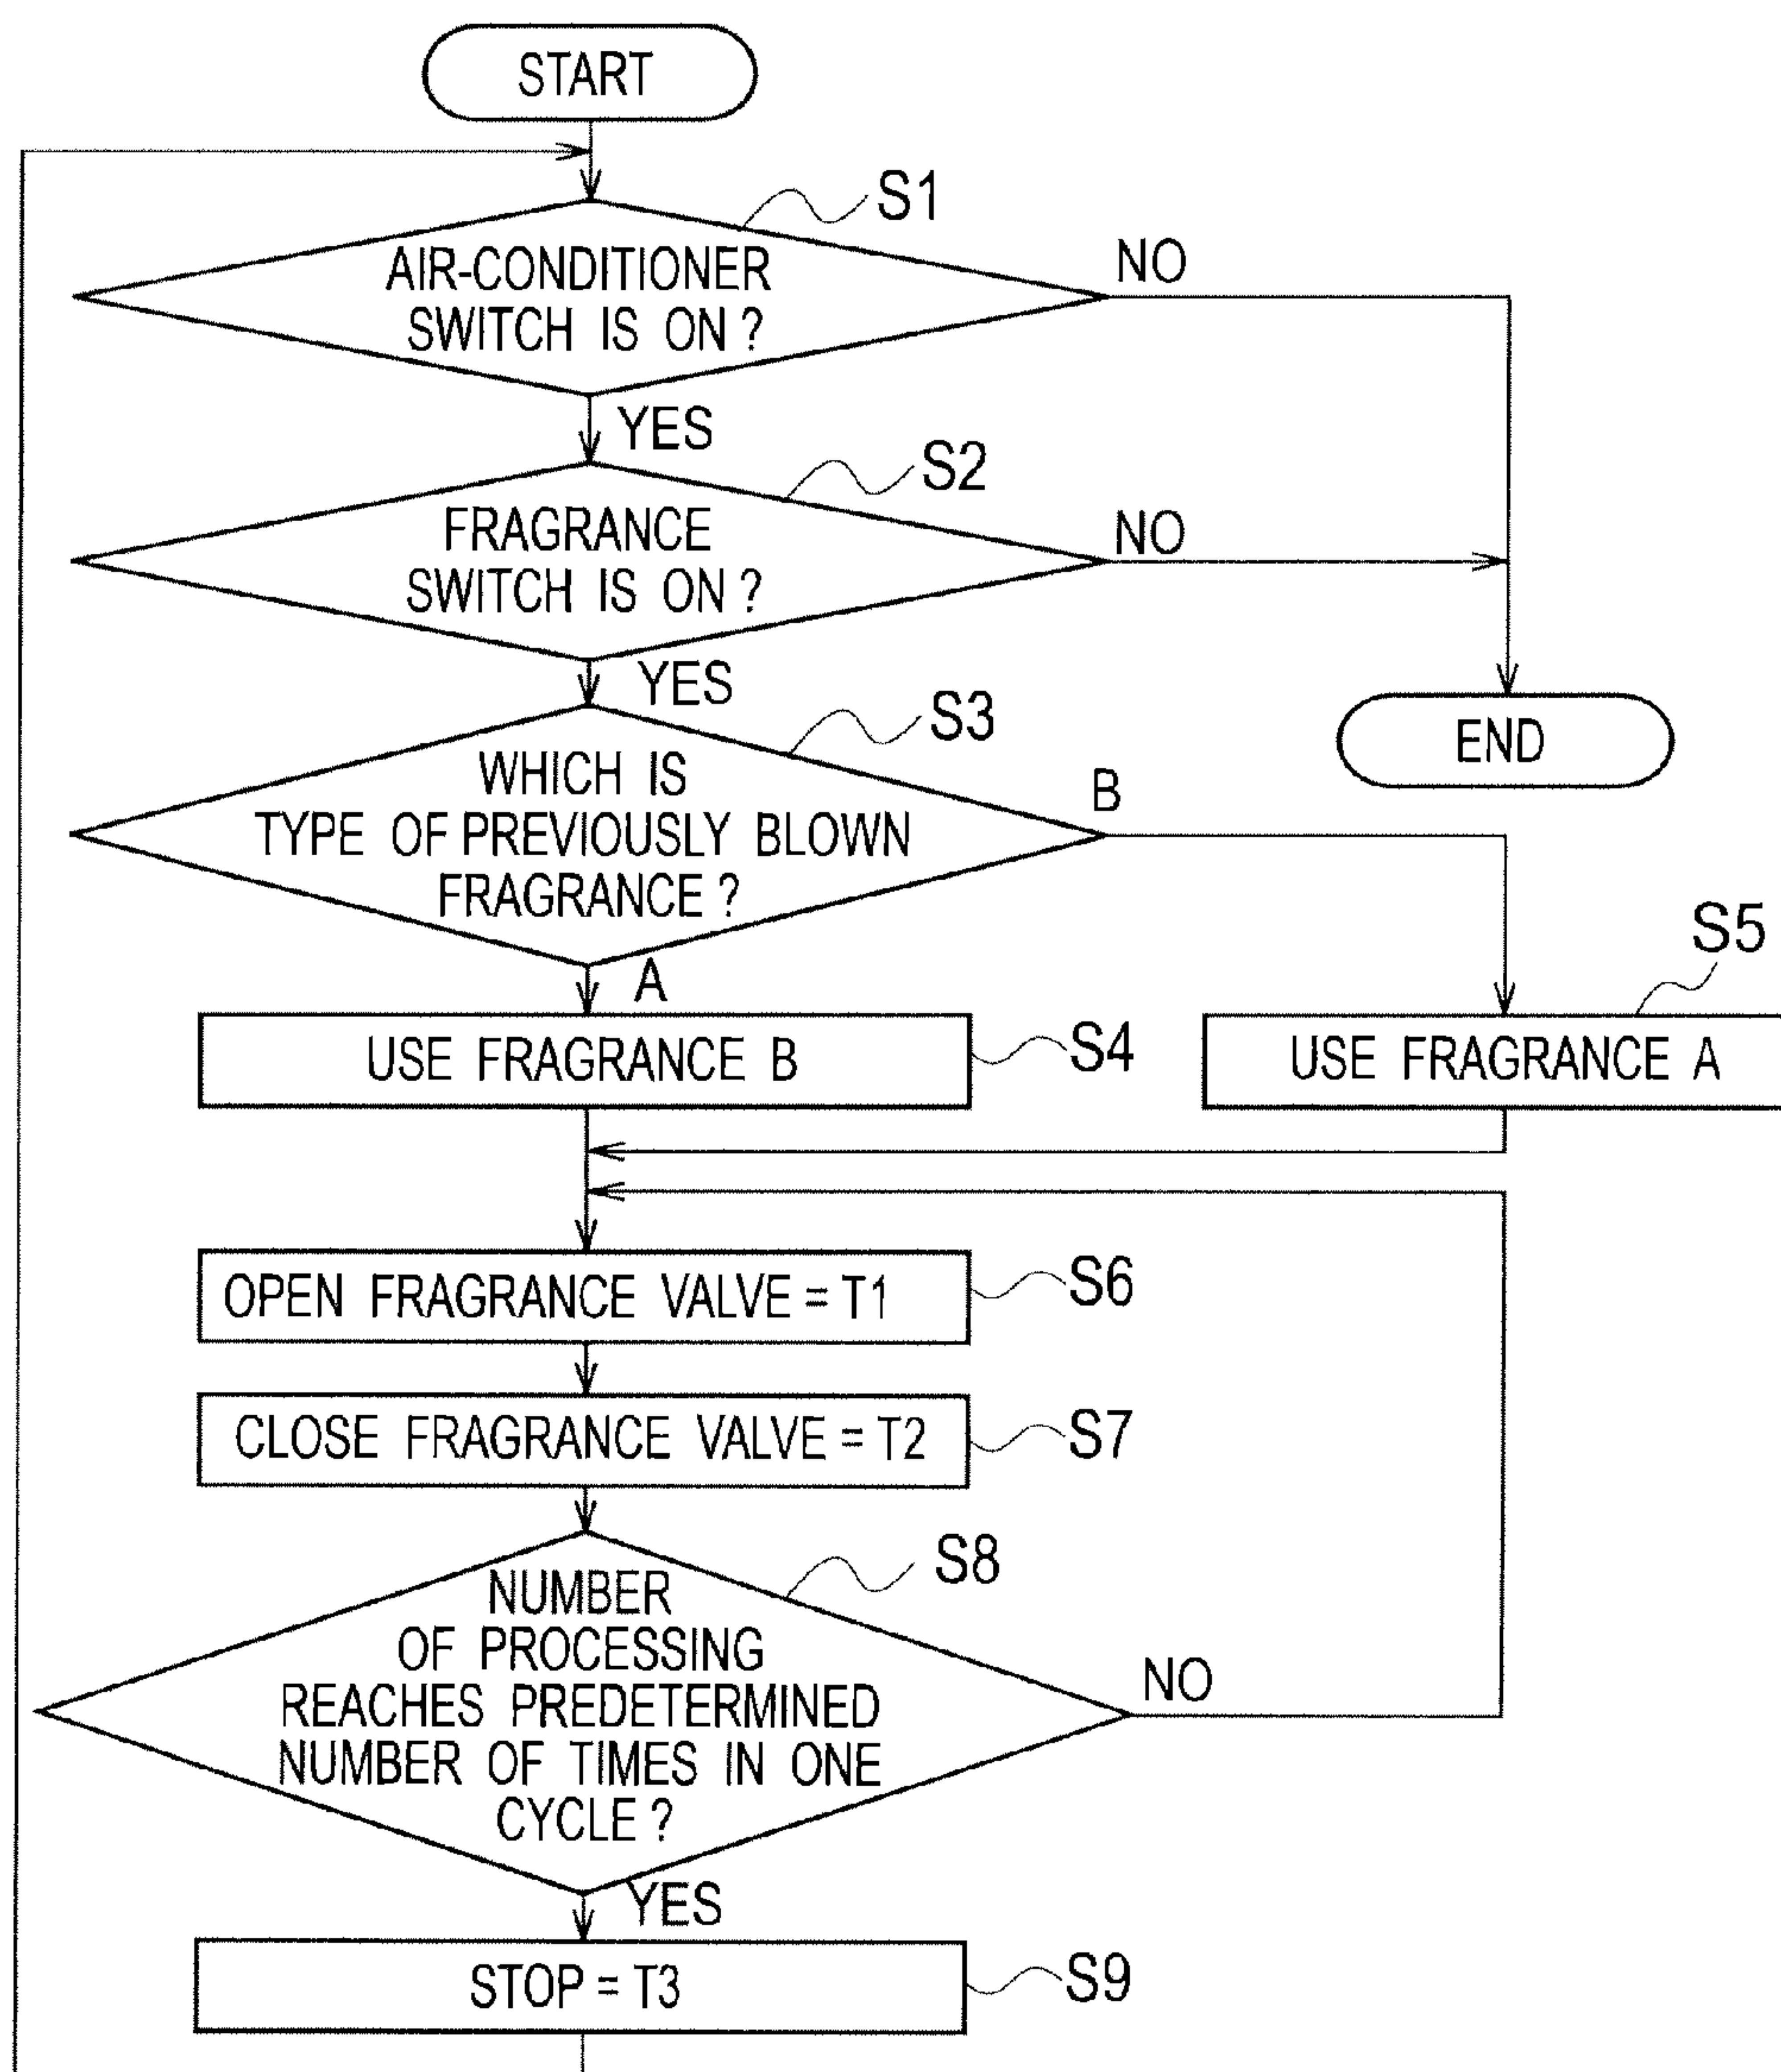 START
S1
AIR-CONDITIONER
SWITCH IS ON ?
NO
YES
S2
FRAGRANCE
SWITCH IS ON ?
NO
YES
S3
END
WHICH IS
TYPE OF PREVIOUSLY BLOWN
FRAGRANCE ?
B
A
S5
USE FRAGRANCE B
S4
USE FRAGRANCE A
OPEN FRAGRANCE VALVE = T1
S6
CLOSE FRAGRANCE VALVE = T2
S7
S8
NUMBER
OF PROCESSING
REACHES PREDETERMINED
NUMBER OF TIMES IN ONE
CYCLE ?
NO
YES
STOP = T3
S9